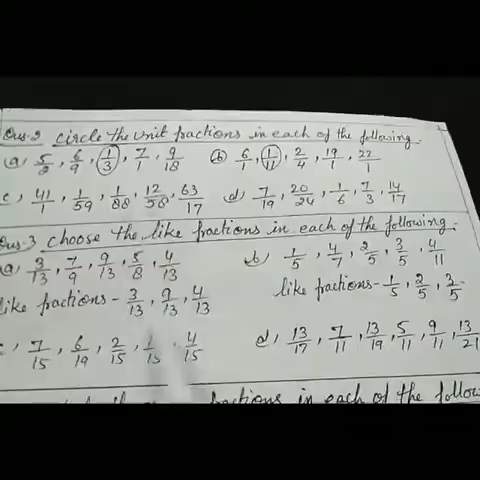 Ques-2 circle the unit fractions in each of the following.
(a) 5/2, 6/9, 1/3, 7/1, 9/18 (b) 6/1, 1/11, 2/4, 19/1, 22/1
c, 41/1, 1/59, 1/88, 12/58, 63/17 d, 7/19, 20/24, 1/6, 7/3, 14/17
Ques-3 choose the like fractions in each of the following.
a, 3/13, 7/9, 9/13, 5/8, 4/13 b, 1/5, 4/7, 2/5, 3/5, 4/11
like fractions - 3/13, 9/13, 4/13 like fractions - 1/5, 2/5, 3/5
c, 7/15, 6/19, 2/15, 1/15, 4/15 d, 13/17, 7/11, 13/19, 5/11, 9/11, 13/21
fractions in each of the